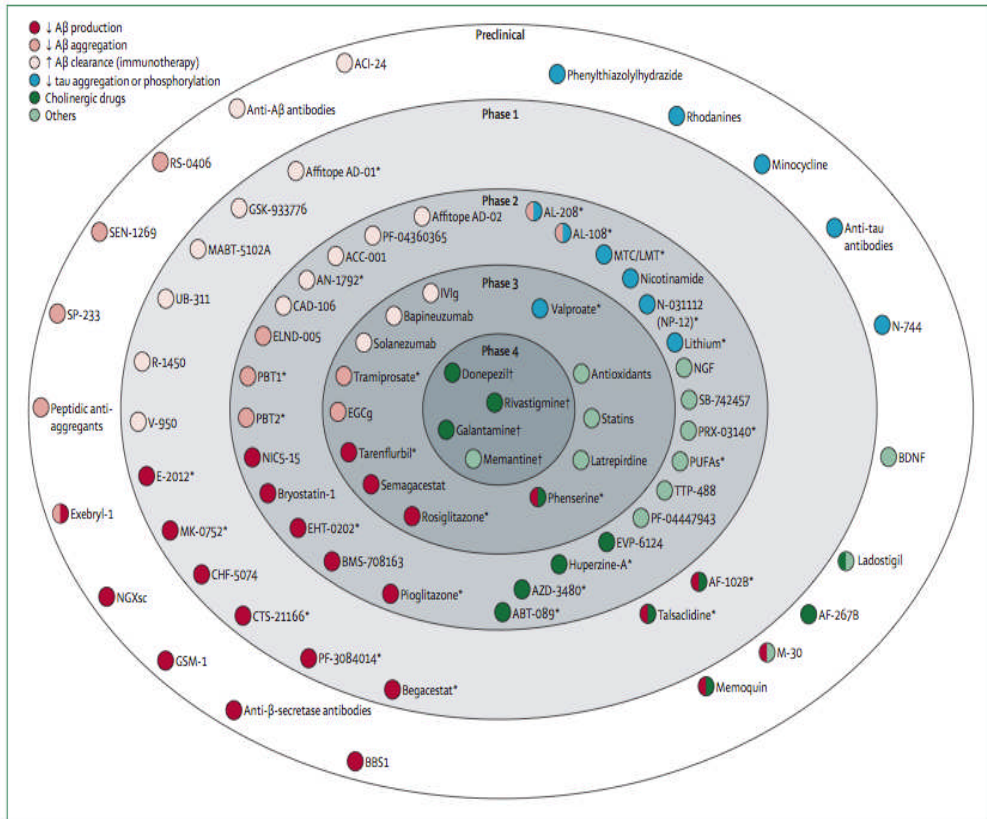 ↓ Aβ production
↓ Aβ aggregation
↑ Aβ clearance (immunotherapy)
↓ tau aggregation or phosphorylation
Cholinergic drugs
Others
Preclinical
ACI-24
Phenylthiazolylhydrazide
Anti-Aβ antibodies
Rhodanines
RS-0406
Minocycline
SEN-1269
Anti-tau
antibodies
SP-233
N-744
Peptidic anti-
aggregants
BDNF
Exebryl-1
Ladostigil
NGXsc
AF-267B
GSM-1
M-30
Anti-β-secretase antibodies
Memoquin
BBS1
Phase 1
Affitope AD-01*
GSK-933776
MABT-5102A
UB-311
R-1450
V-950
E-2012*
MK-0752*
CHF-5074
CTS-21166*
PF-3084014*
Begacestat*
AF-102B*
Talsaclidine*
Phase 2
Affitope AD-02
AL-208*
PF-04360365
AL-108*
ACC-001
MTC/LMT*
AN-1792*
Nicotinamide
CAD-106
N-031112
(NP-12)*
ELND-005
Lithium*
PBT1*
NGF
PBT2*
SB-742457
NIC5-15
PRX-03140*
Bryostatin-1
PUFAs*
EHT-0202*
TTP-488
BMS-708163
PF-04447943
Pioglitazone*
EVP-6124
Huperzine-A*
AZD-3480*
ABT-089*
Phase 3
IVIg
Bapineuzumab
Valproate*
Solanezumab
Tramiprosate*
Antioxidants
EGCg
Statins
Tarenflurbil*
Latrepirdine
Semagacestat
Phenserine*
Rosiglitazone*
Phase 4
Donepezil†
Rivastigmine†
Galantamine†
Memantine†